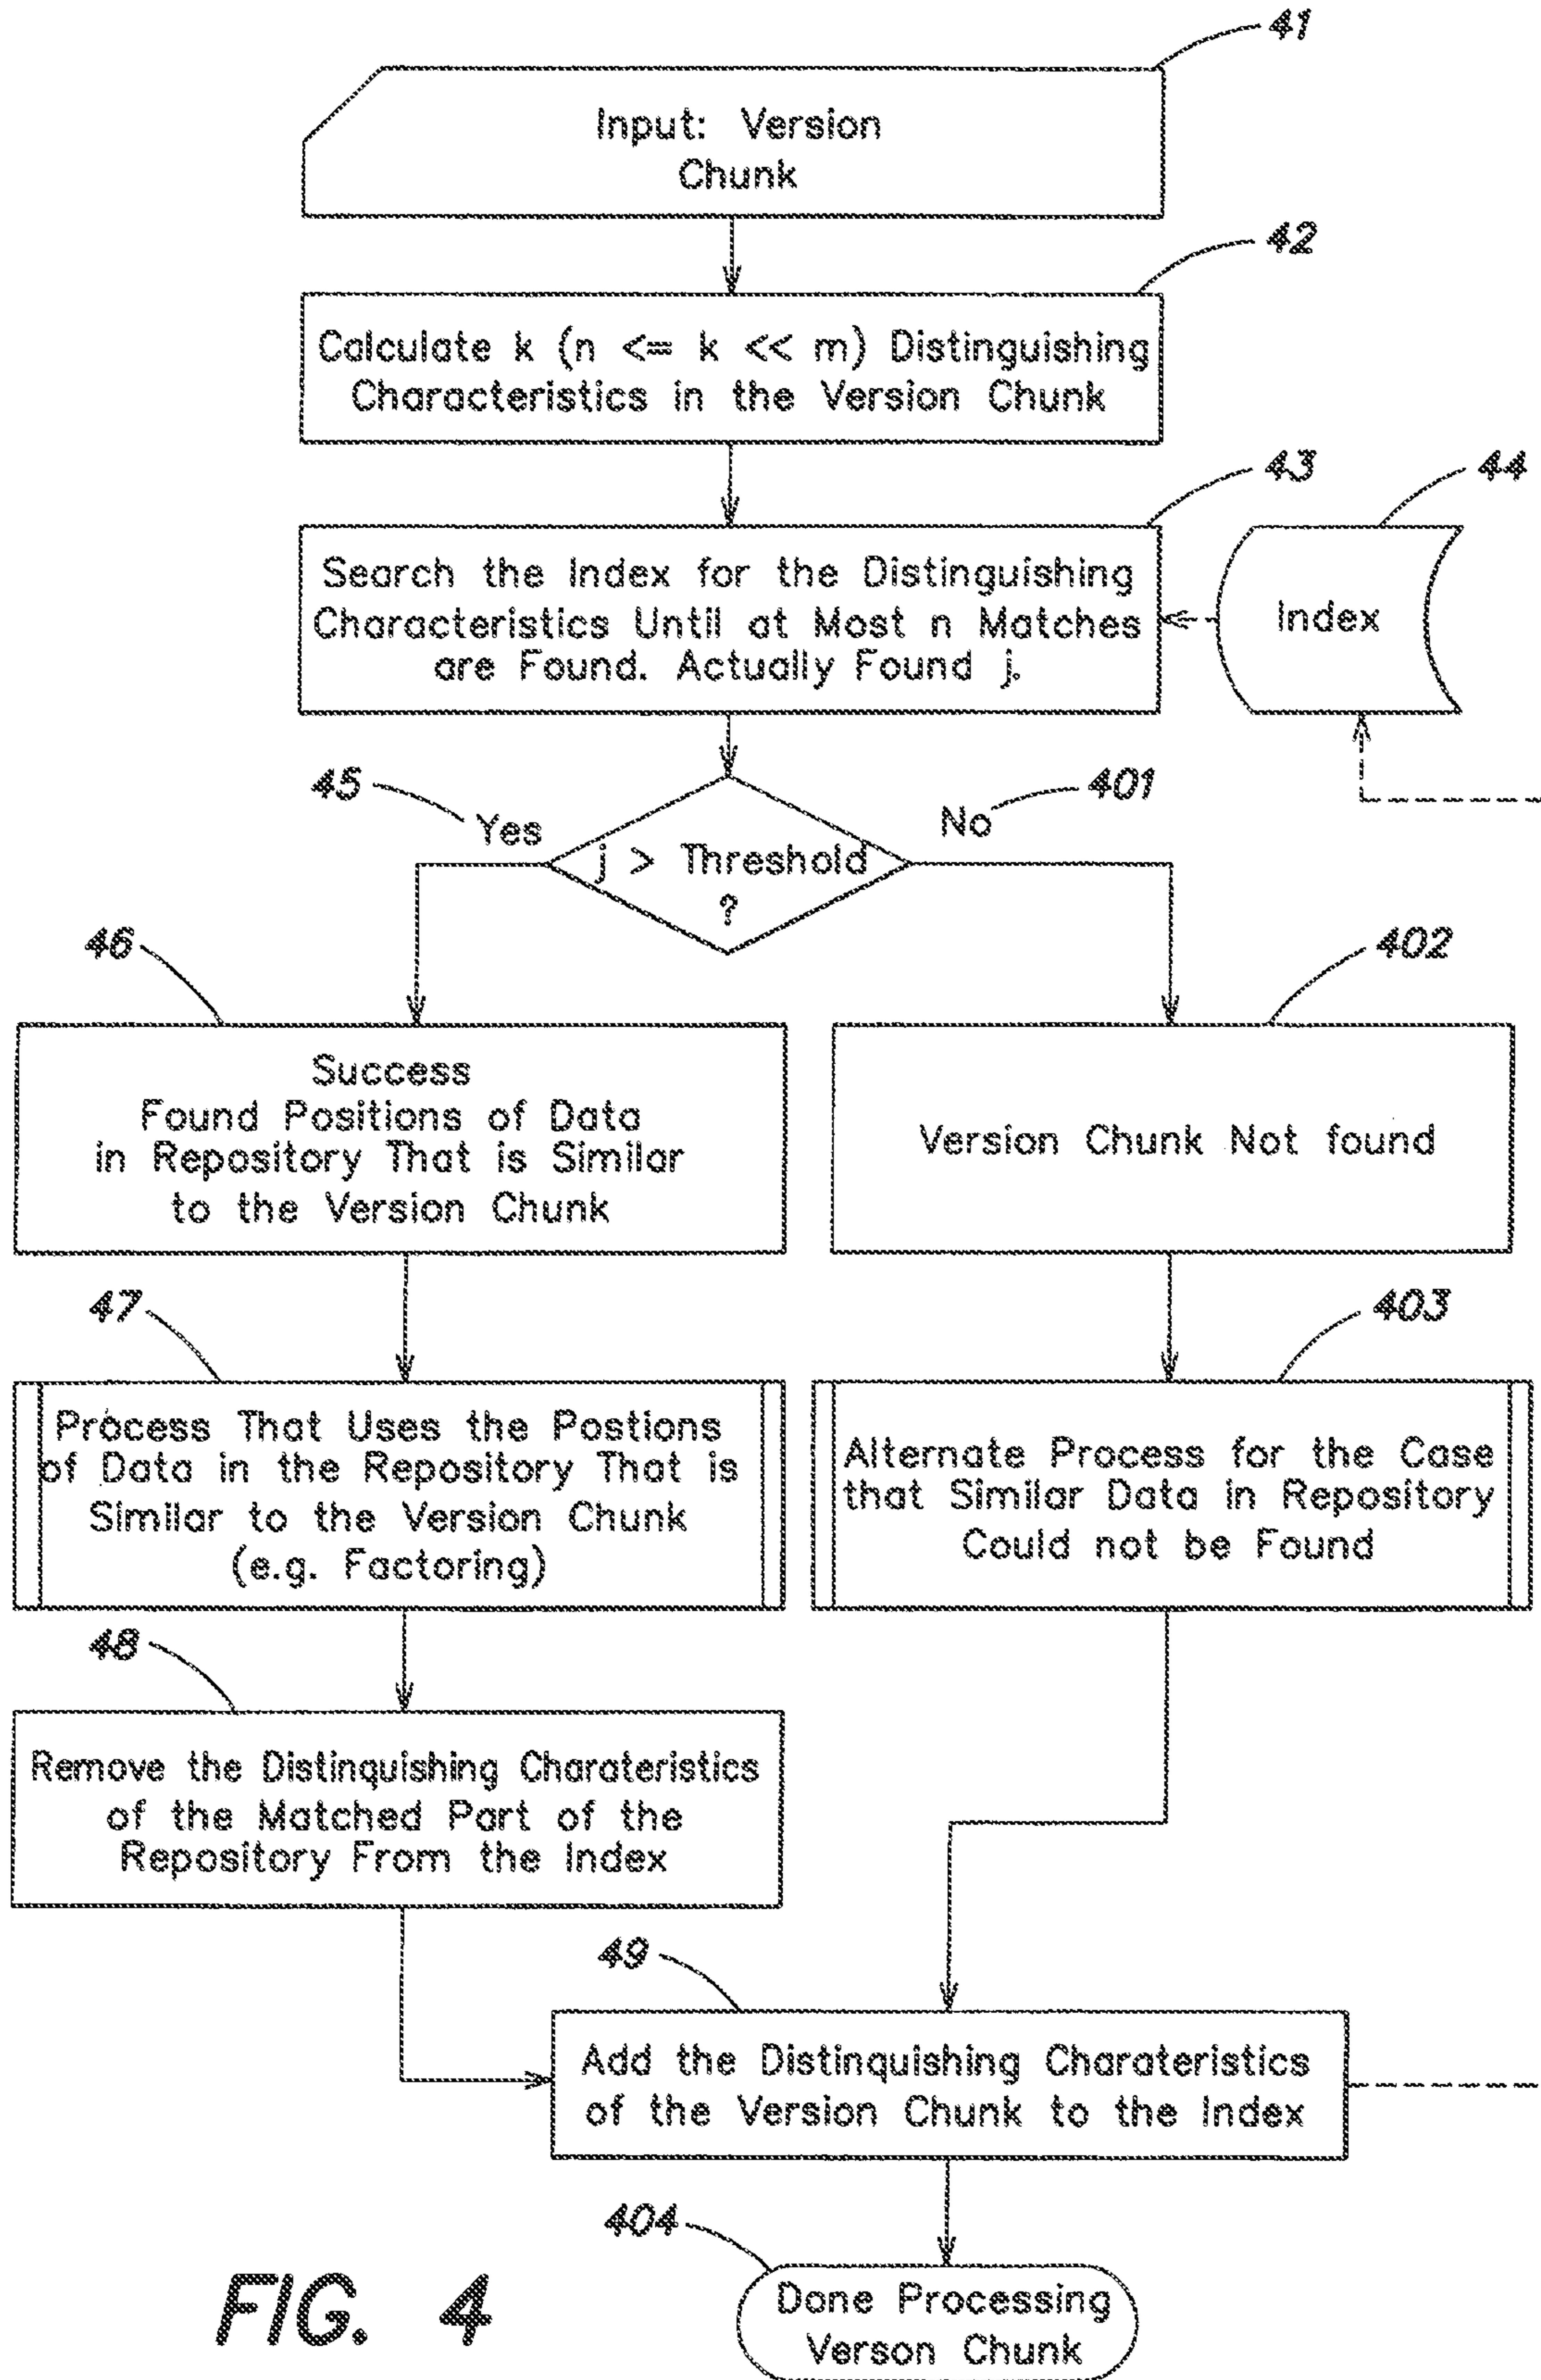 41
Input: Version
Chunk
42
Calculate k (n <= k << m) Distinguishing
Characteristics in the Version Chunk
43
44
Search the Index for the Distinguishing
Characteristics Until at Most n Matches
are Found. Actually Found j.
Index
45
Yes
No
401
j > Threshold
?
46
402
Success
Found Positions of Data
in Repository That is Similar
to the Version Chunk
Version Chunk Not found
47
403
Process That Uses the Postions
of Data in the Repository That is
Similar to the Version Chunk
(e.g. Factoring)
Alternate Process for the Case
that Similar Data in Repository
Could not be Found
48
Remove the Distinquishing Charateristics
of the Matched Part of the
Repository From the Index
49
Add the Distinquishing Charateristics
of the Version Chunk to the Index
404
Done Processing
Verson Chunk
FIG. 4